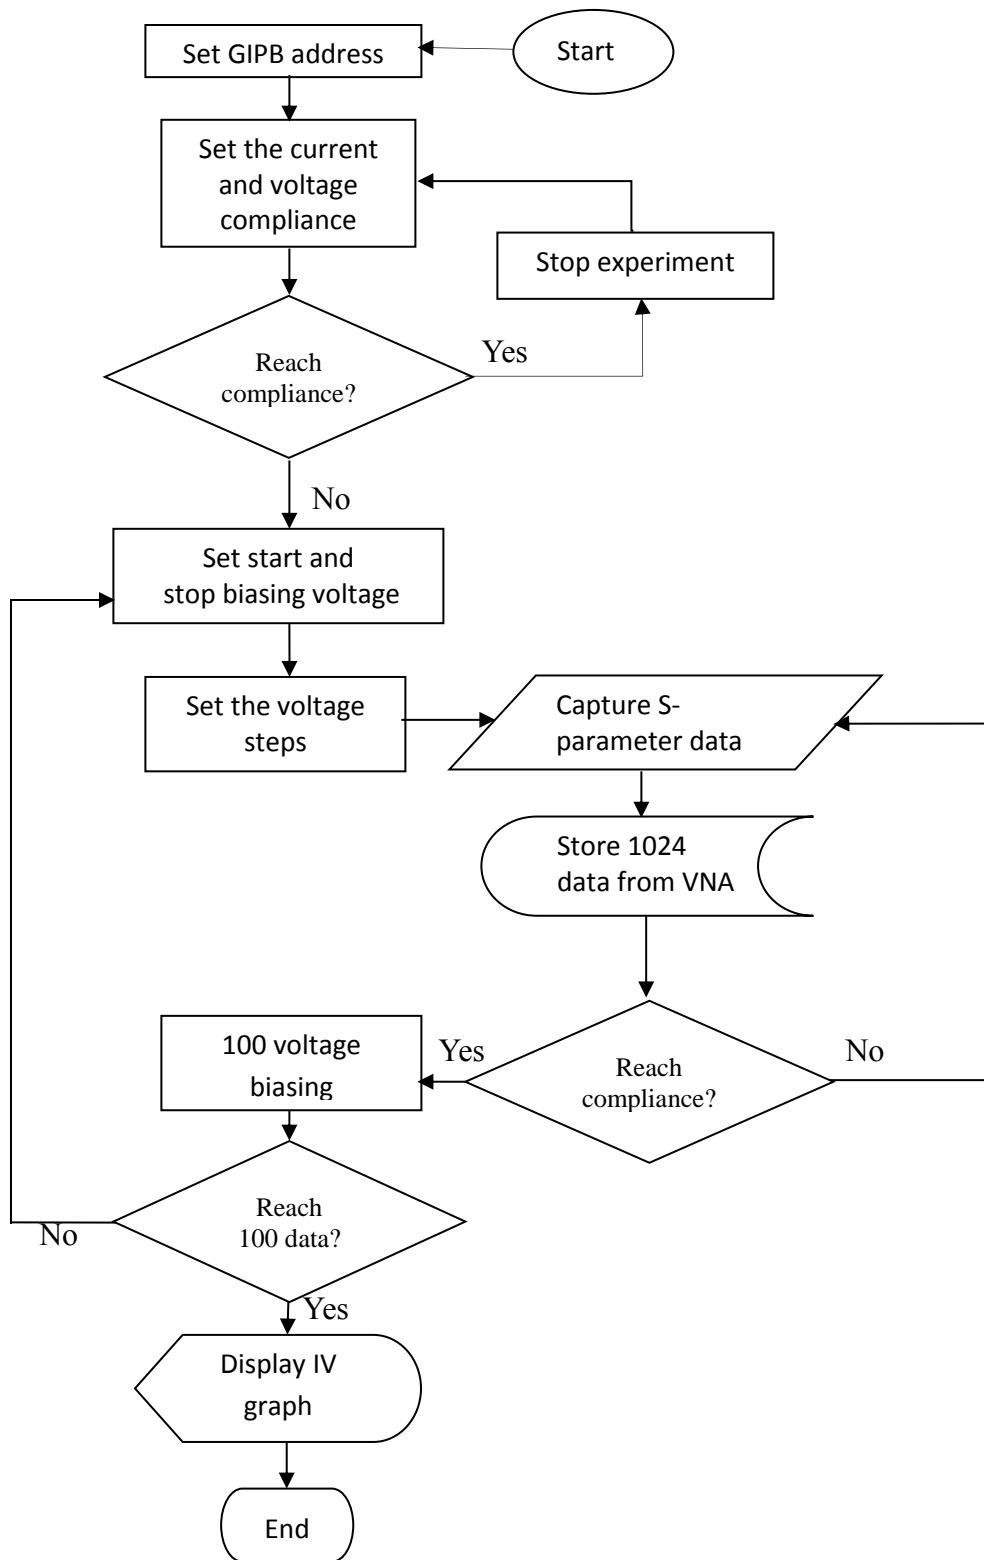 Start
Set GIPB address
Set the current
and voltage
compliance
Stop experiment
Reach
compliance?
Yes
No
Set start and
stop biasing voltage
Set the voltage
steps
Capture S-
parameter data
Store 1024
data from VNA
Reach
compliance?
Yes
No
100 voltage
biasing
Reach
100 data?
No
Yes
Display IV
graph
End